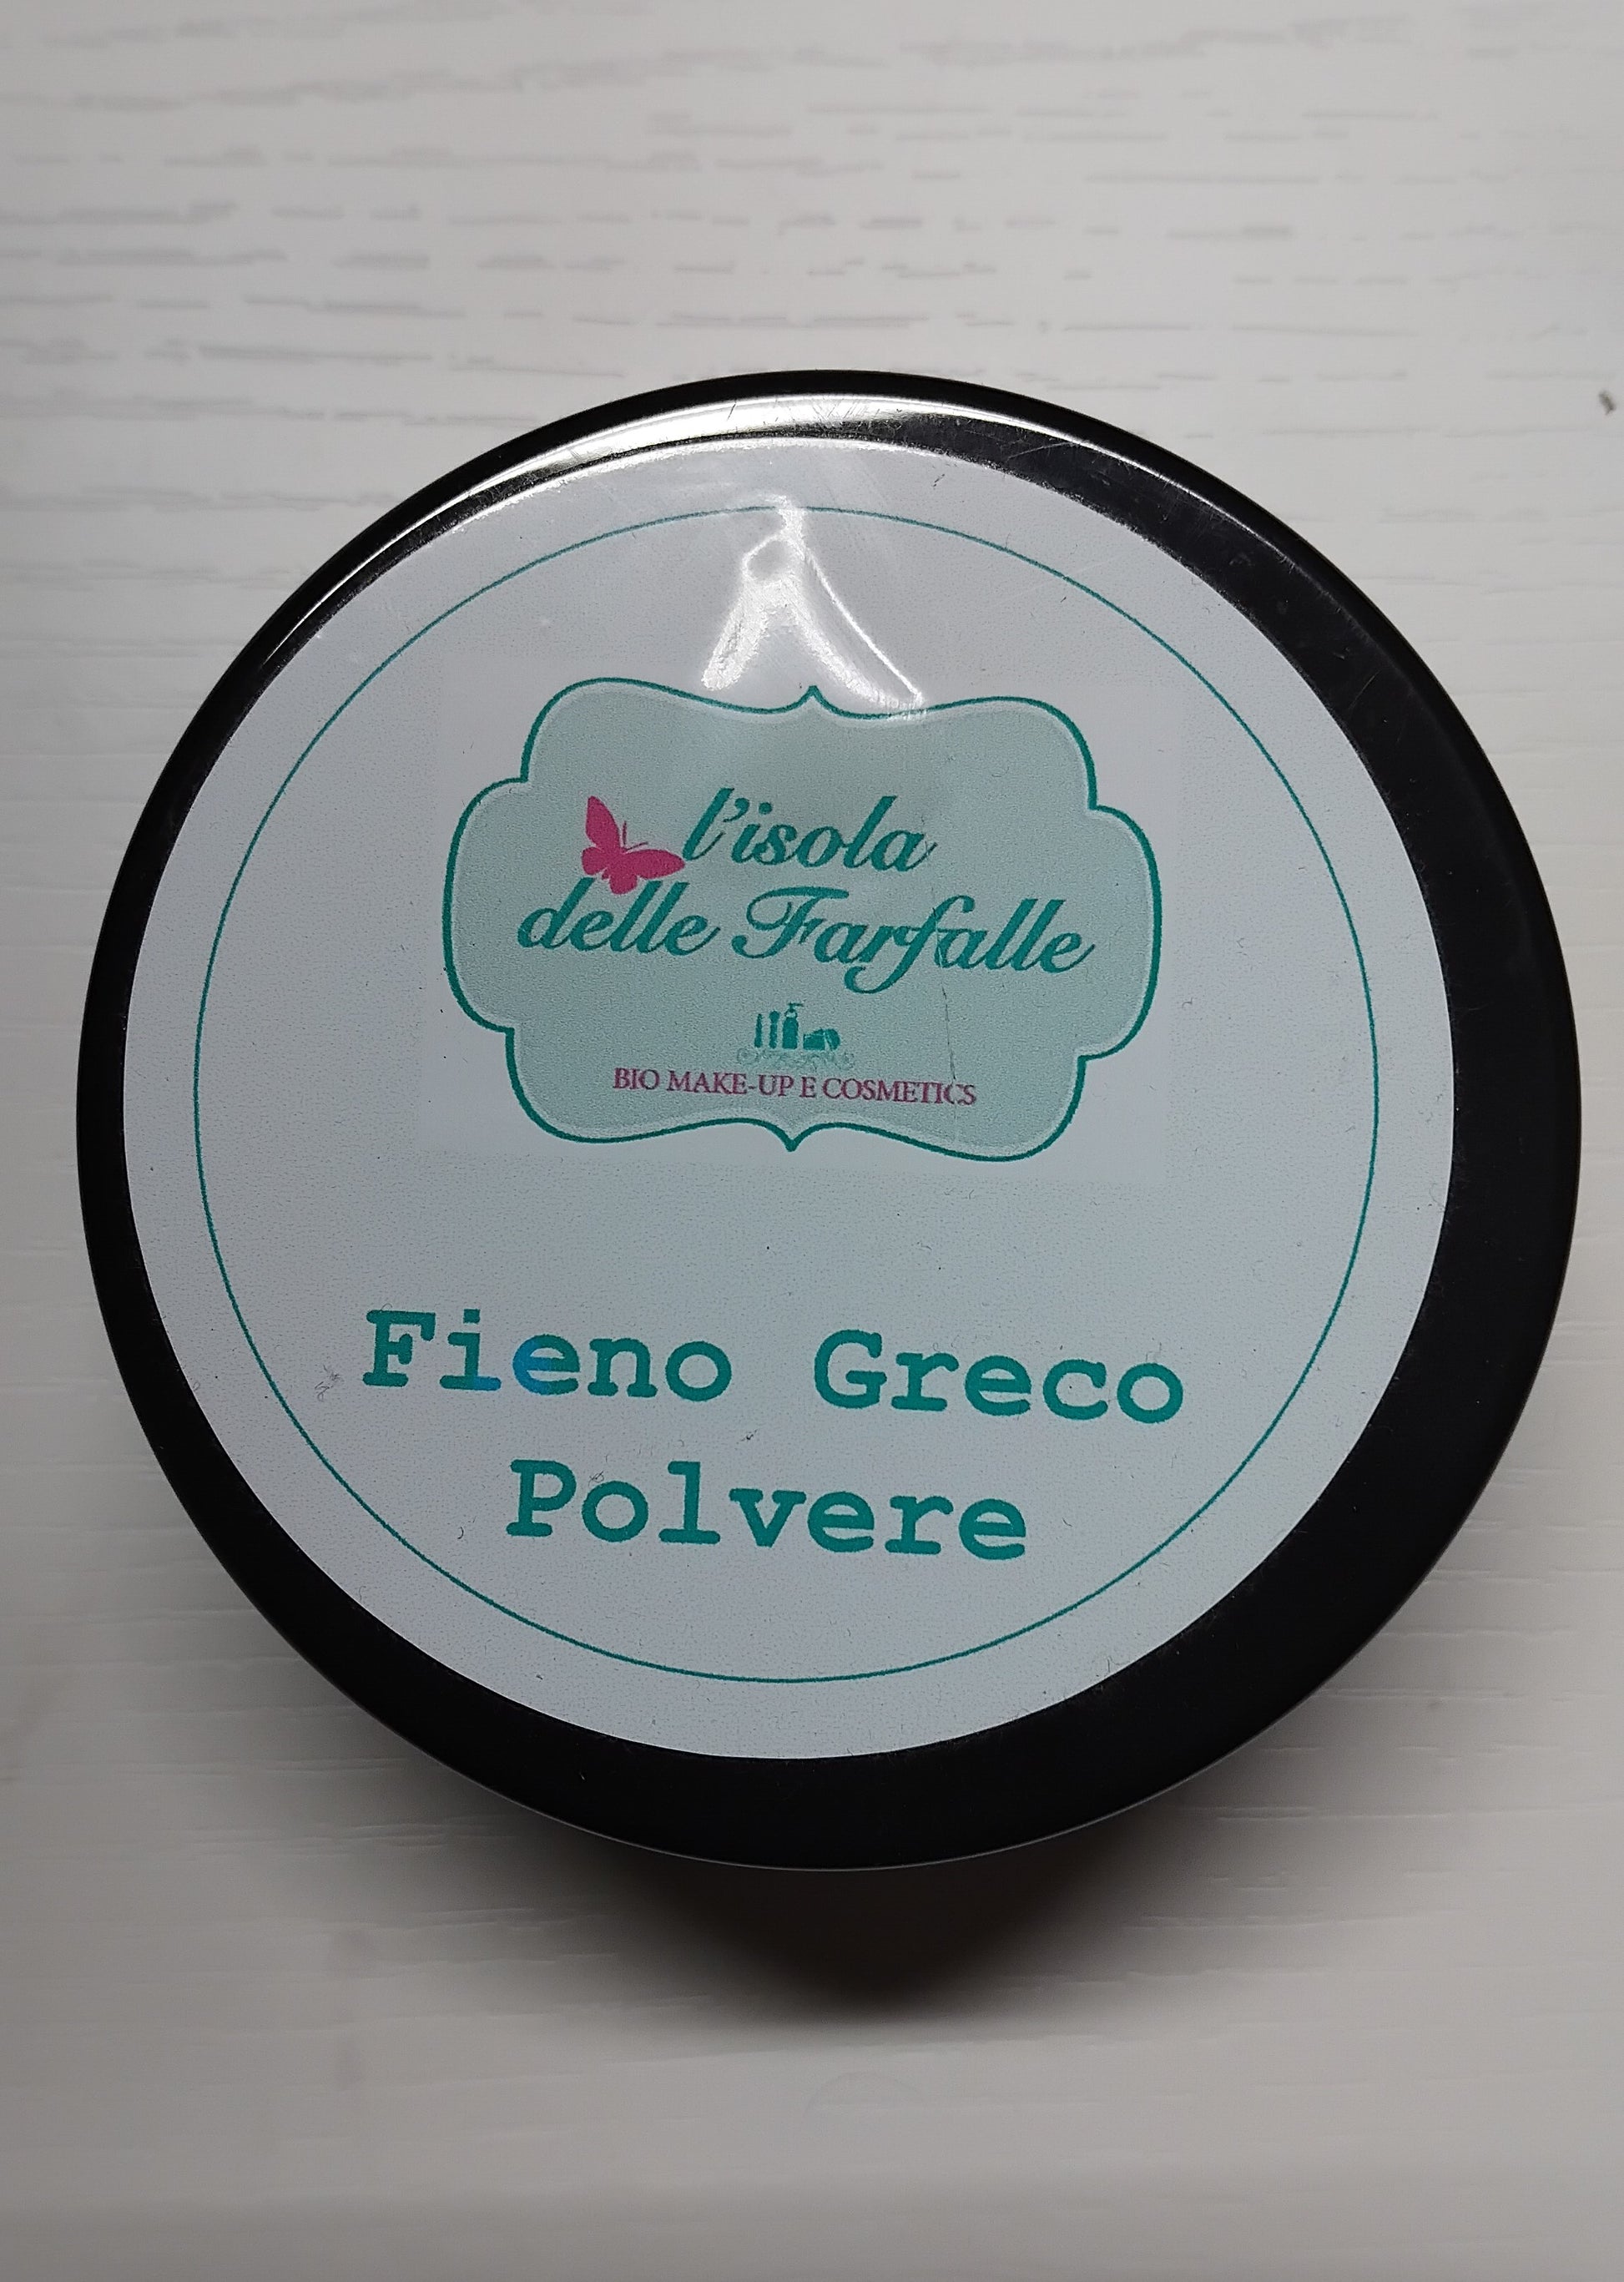 l'isola
delle Farfalle
BIO MAKE-UP E COSMETICS
Fieno Greco
Polvere